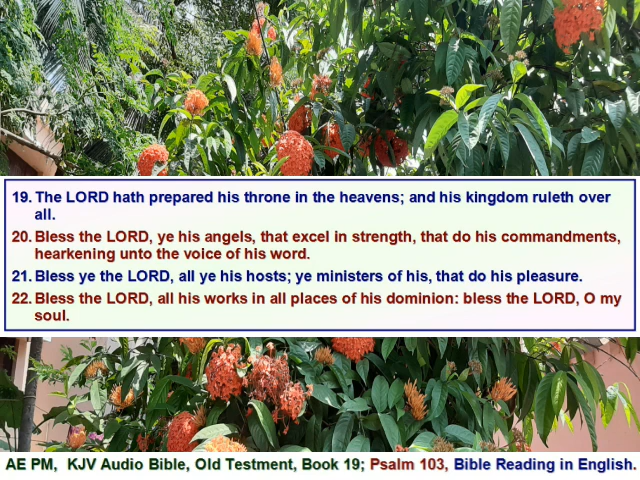 19. The LORD hath prepared his throne in the heavens; and his kingdom ruleth over
all.
20. Bless the LORD, ye his angels, that excel in strength, that do his commandments,
hearkening unto the voice of his word.
21. Bless ye the LORD, all ye his hosts; ye ministers of his, that do his pleasure.
22. Bless the LORD, all his works in all places of his dominion: bless the LORD, O my
soul.
AE PM, KJV Audio Bible, Old Testment, Book 19; Psalm 103, Bible Reading in English.